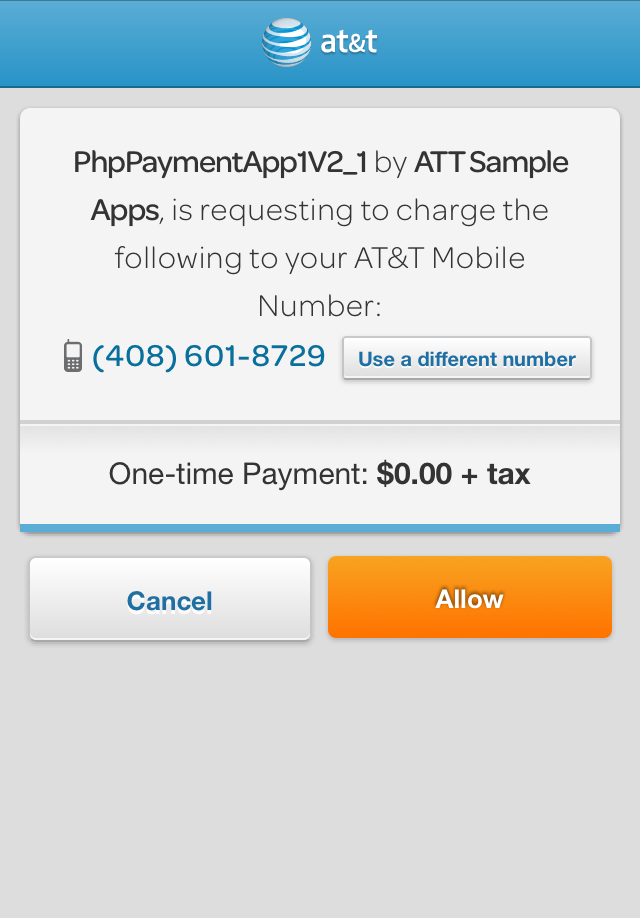 at&t
PhpPaymentApp1V2_1 by ATT Sample
Apps, is requesting to charge the
following to your AT&T Mobile
Number:
(408) 601-8729 Use a different number
One-time Payment: $0.00 + tax
Cancel Allow